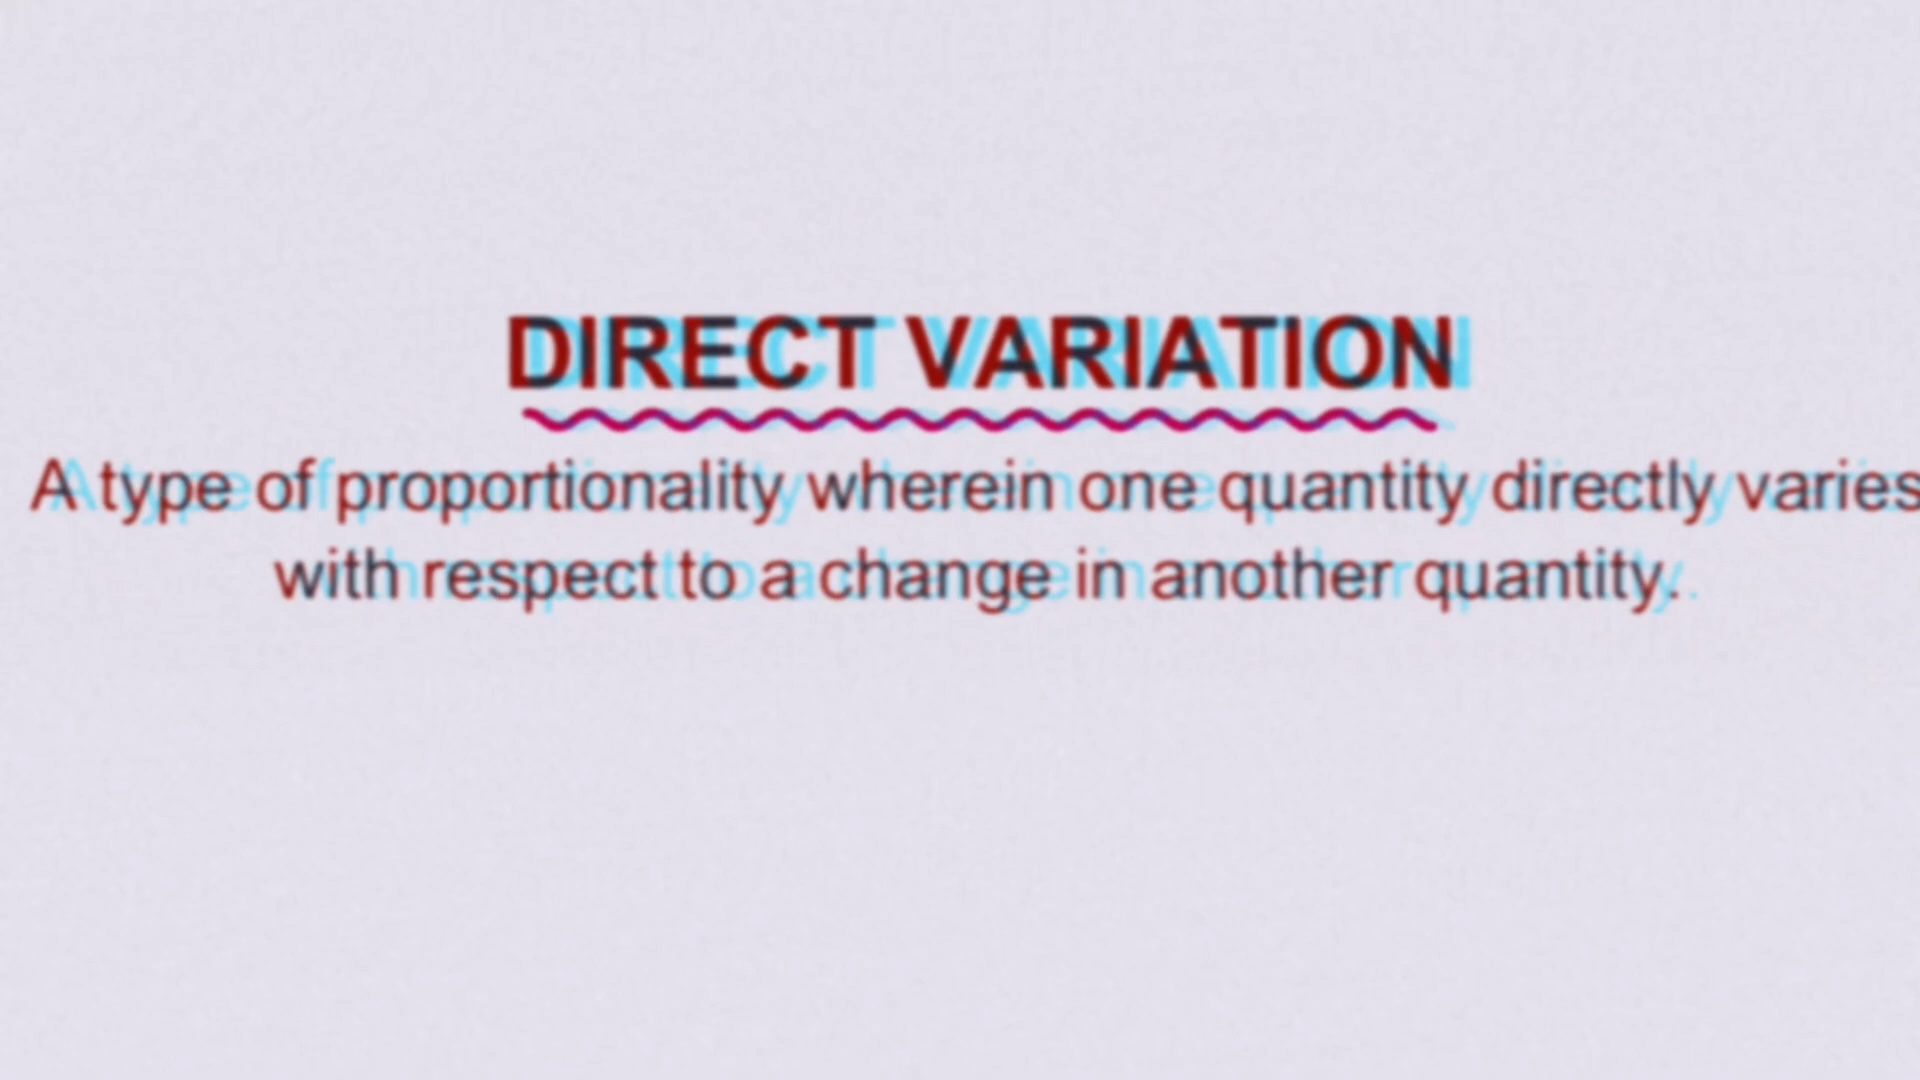 DIRECT VARIATION
A type of proportionality wherein one quantity directly varies
with respect to a change in another quantity.